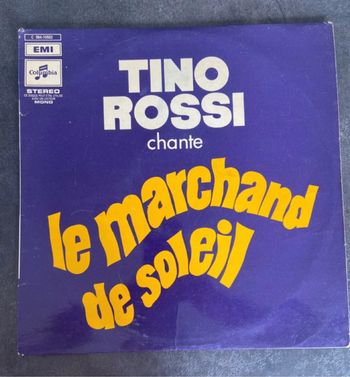 EMI
Columbia
STEREO
MONO
TINO
ROSSI
chante
le marchand
de soleil